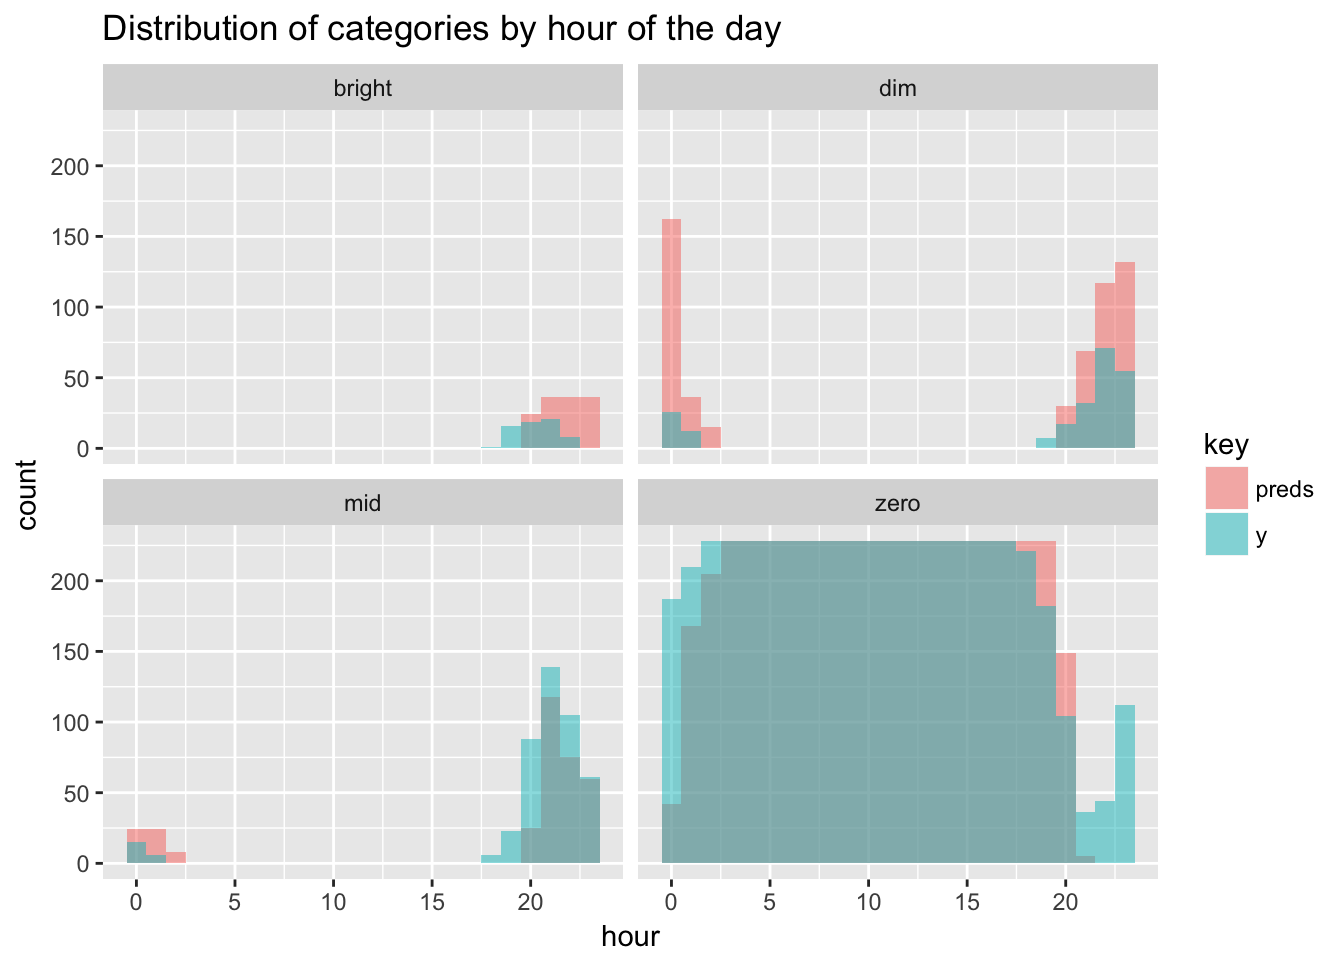 Distribution of categories by hour of the day
bright
dim
200
150
100
50
0
mid
zero
200
150
100
50
0
0 5 10 15 20
0 5 10 15 20
hour
count
key
preds
y